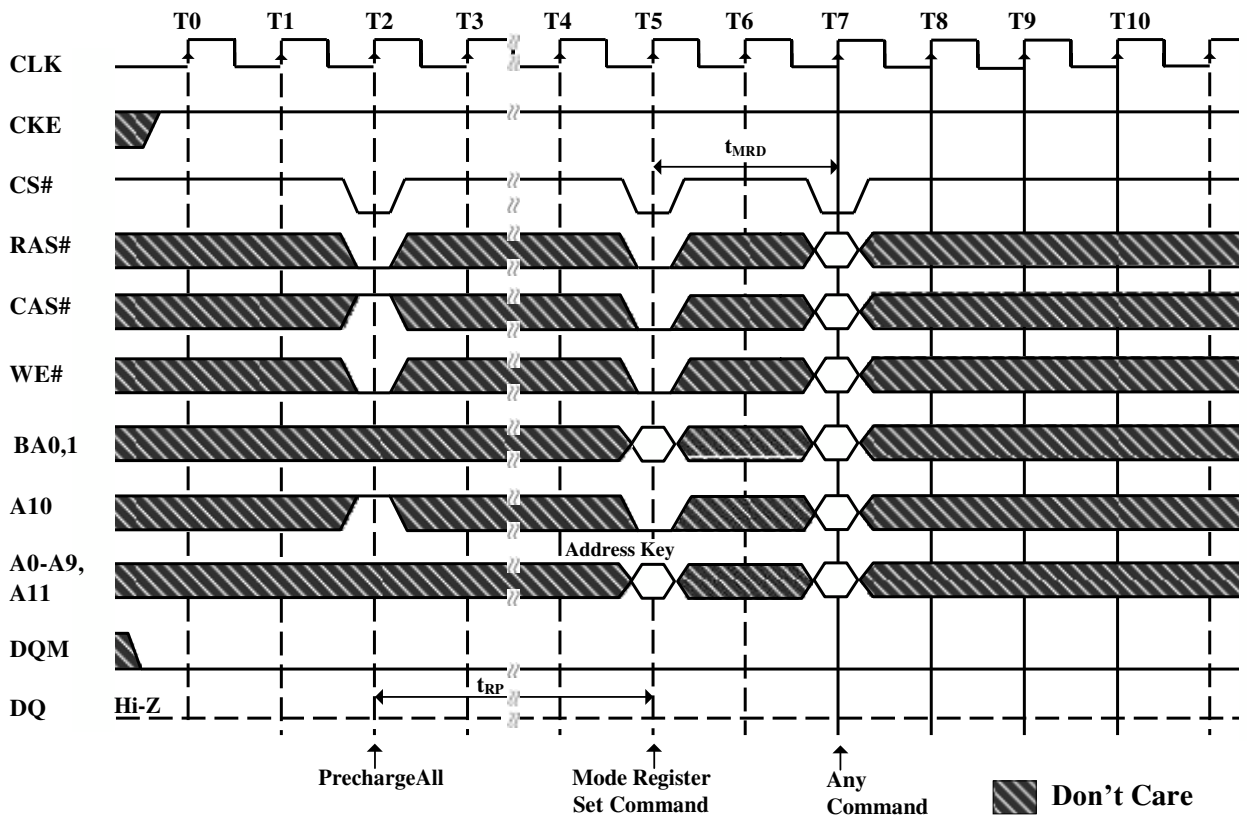 T0 T1 T2 T3 T4 T5 T6 T7 T8 T9 T10
CLK
CKE
tMRD
CS#
RAS#
CAS#
WE#
BA0,1
A10
Address Key
A0-A9,
A11
DQM
tRP
DQ Hi-Z
PrechargeAll
Mode Register
Set Command
Any
Command
Don't Care